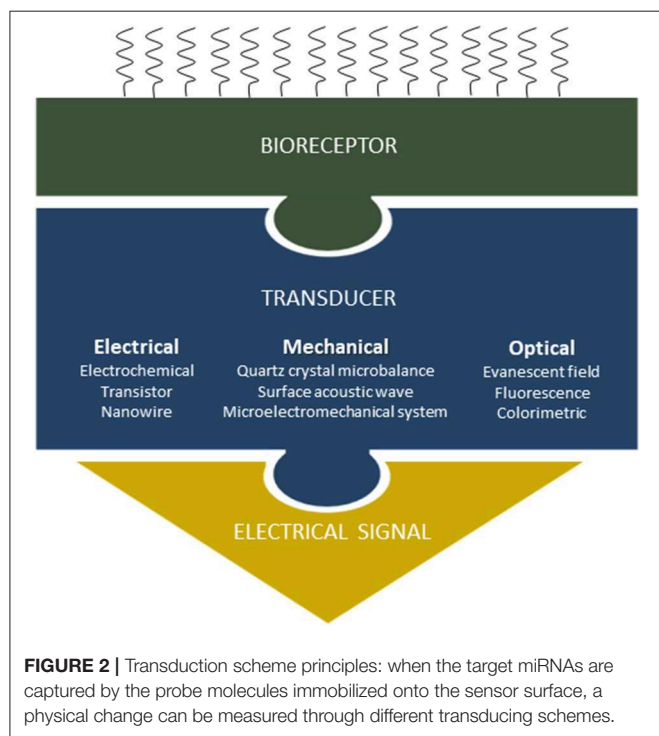 BIORECEPTOR
TRANSDUCER
Electrical
Electrochemical
Transistor
Nanowire
Mechanical
Quartz crystal microbalance
Surface acoustic wave
Microelectromechanical system
Optical
Evanescent field
Fluorescence
Colorimetric
ELECTRICAL SIGNAL
FIGURE 2 | Transduction scheme principles: when the target miRNAs are
captured by the probe molecules immobilized onto the sensor surface, a
physical change can be measured through different transducing schemes.